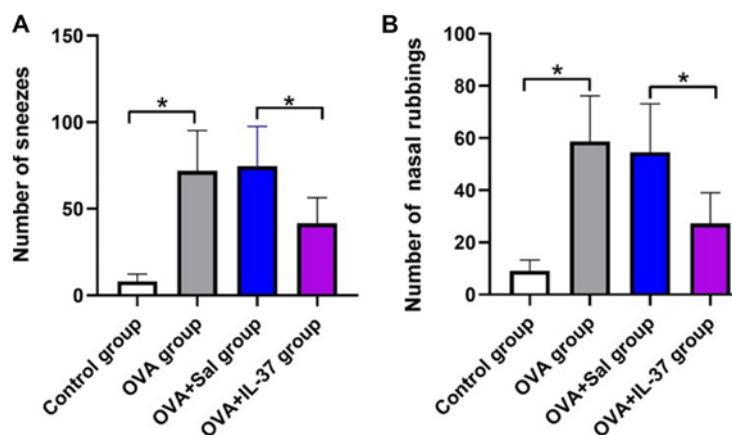 A
Number of sneezes
150
100
50
0
*
*
Control group
OVA group
OVA+Sal group
OVA+IL-37 group
B
Number of nasal rubbings
100
80
60
40
20
0
*
*
Control group
OVA group
OVA+Sal group
OVA+IL-37 group